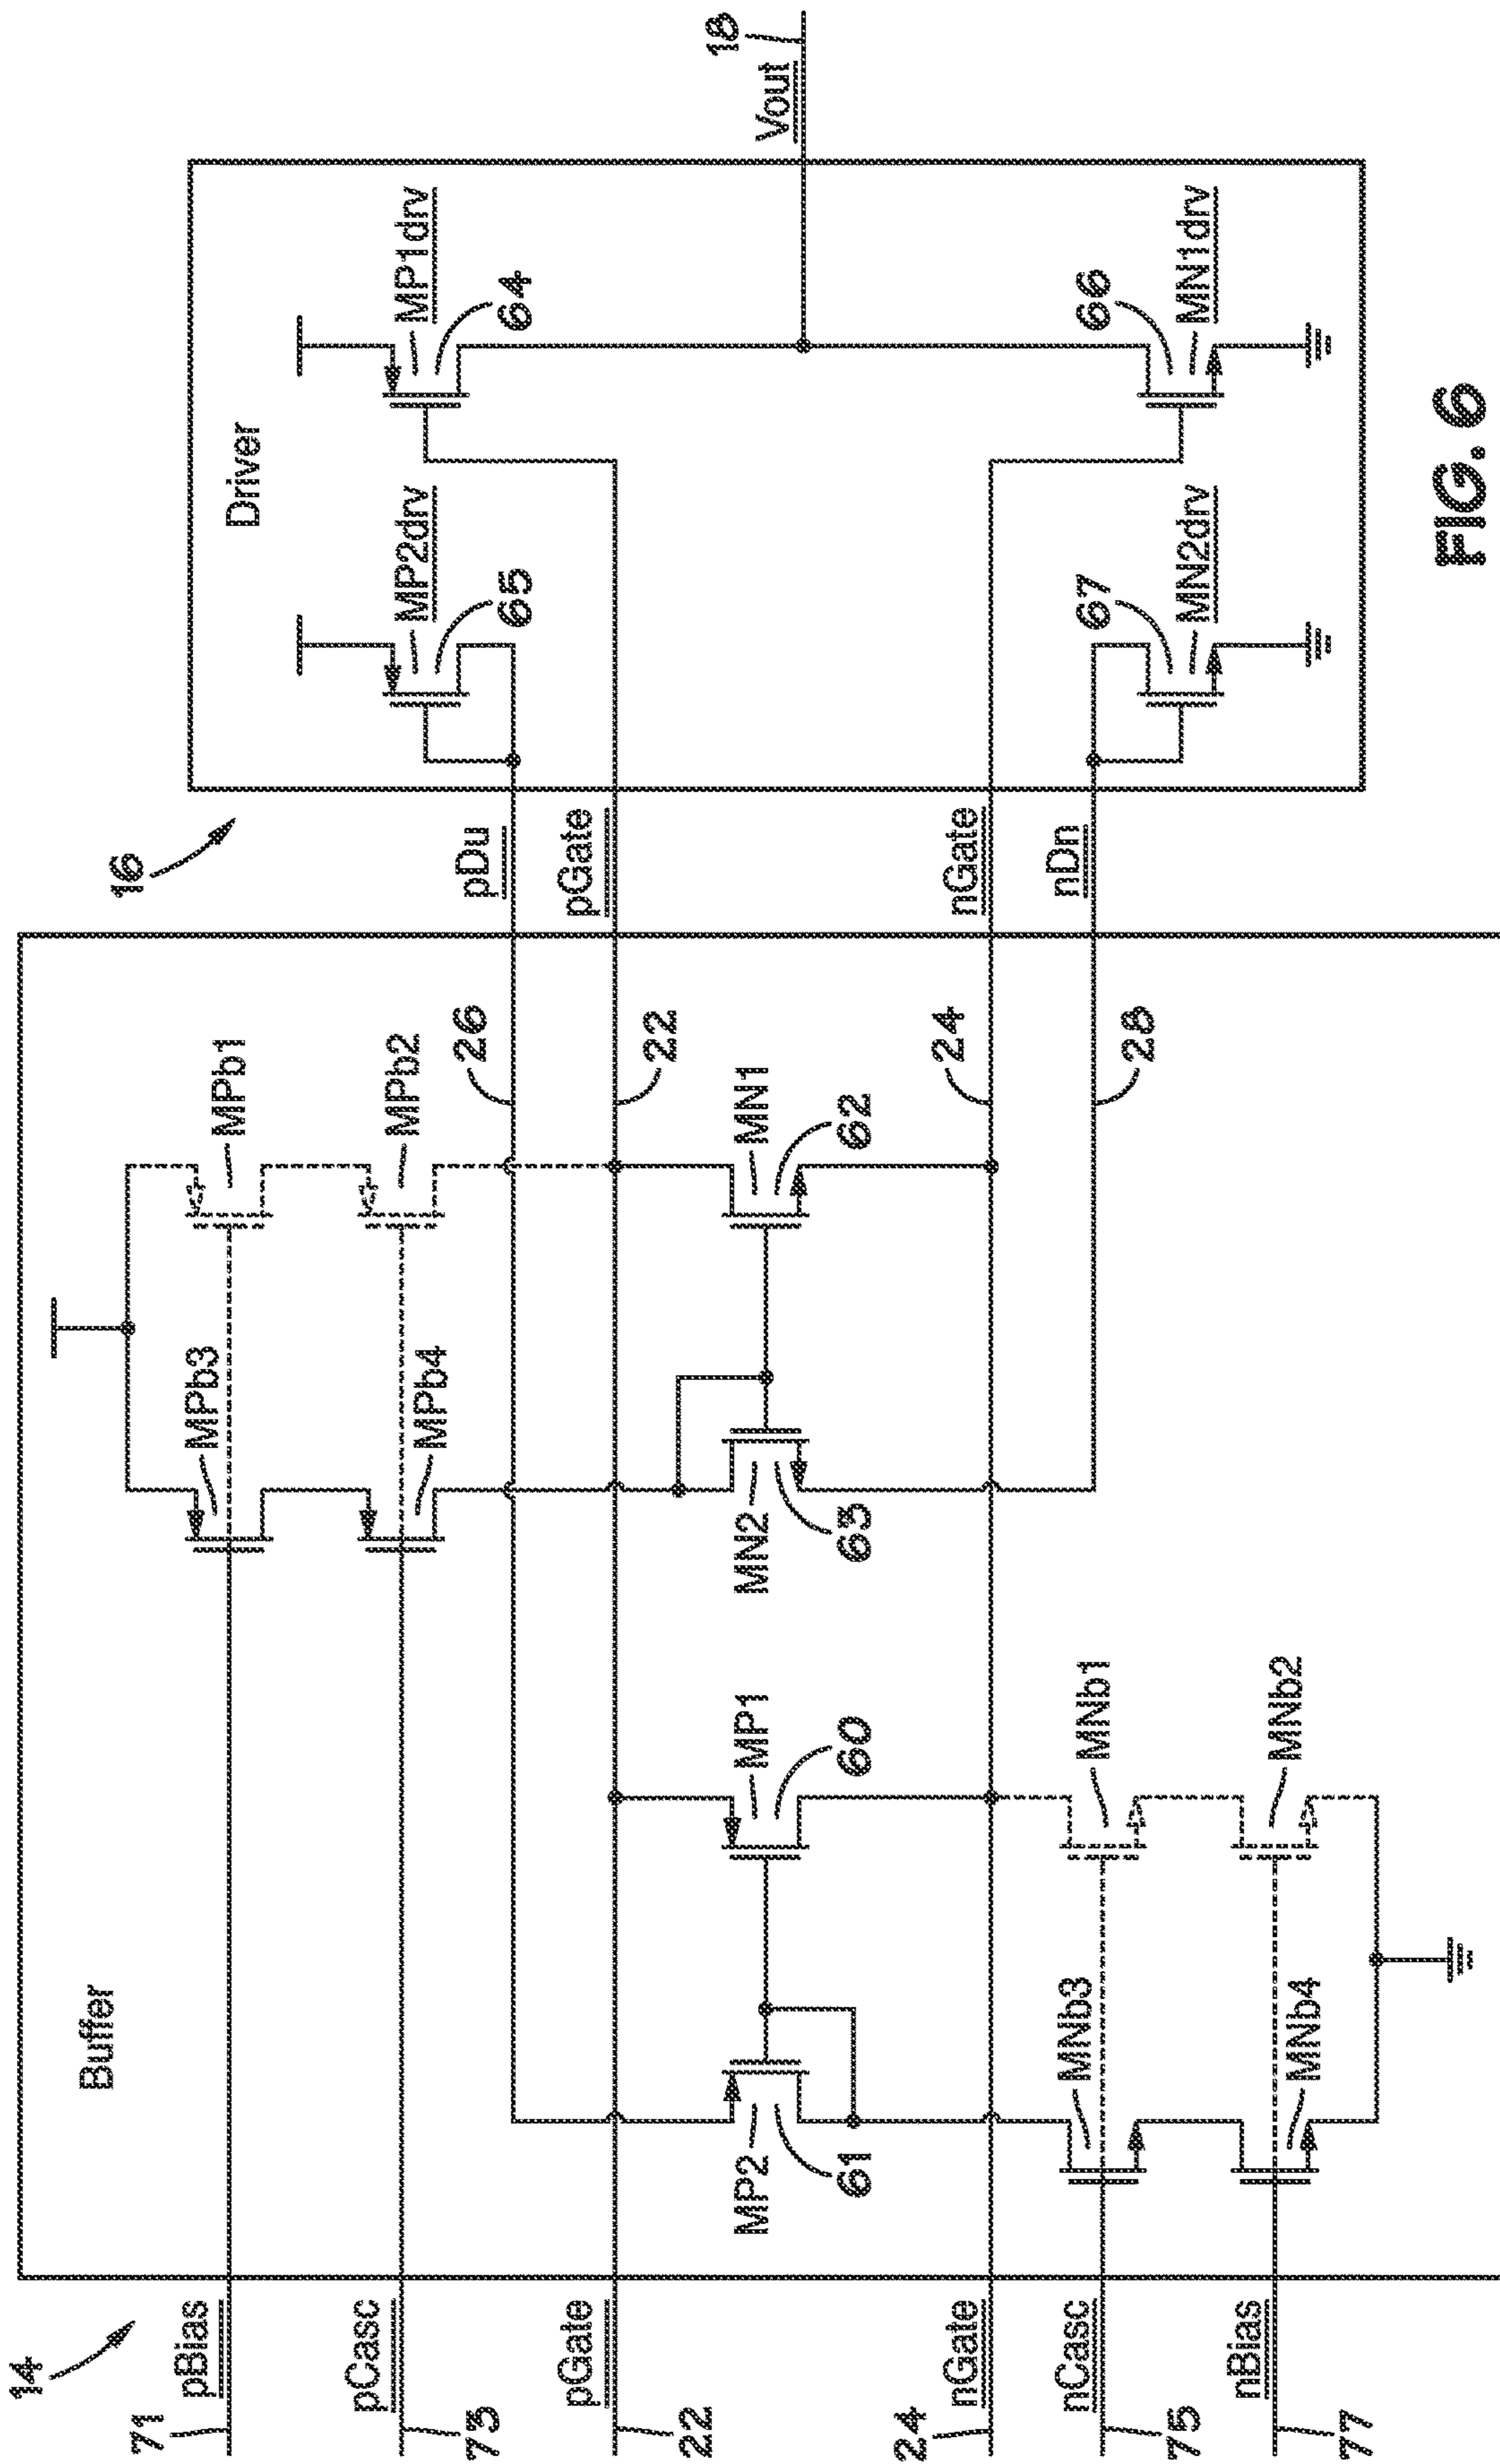 14
Buffer
71
pBias
MPb3
MPb1
73
pCasc
MPb4
MPb2
26
22
pGate
22
MP2
61
MP1
60
MN2
63
MN1
62
24
nGate
24
28
75
nCasc
MNb3
MNb1
77
nBias
MNb4
MNb2
16
pDu
pGate
nGate
nDn
Driver
MP2drv
65
MP1drv
64
67
MN2drv
66
MN1drv
Vout
18
FIG. 6